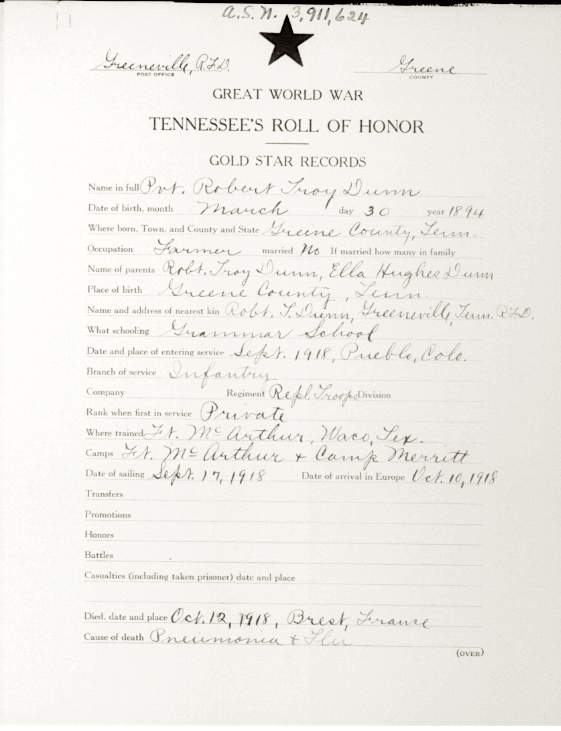 11
A.S.N. 3,911,624
Greeneville, R.F.D. Greene
POST OFFICE COUNTY
GREAT WORLD WAR
TENNESSEE'S ROLL OF HONOR
GOLD STAR RECORDS
Name in full Pvt. Robert Troy Dunn
Date of birth, month March day 30 year 1894
Where born, Town, and County and State Greene County, Tenn.
Occupation Farmer married No If married how many in family
Name of parents Robt. Troy Dunn, Ella Hughes Dunn
Place of birth Greene County, Tenn.
Name and address of nearest kin Robt. T. Dunn, Greeneville, Tenn. R.F.D.
What schooling Grammar School
Date and place of entering service Sept. 1918, Pueblo, Colo.
Branch of service Infantry
Company Regiment Repl. Troops Division
Rank when first in service Private
Where trained Ft. McArthur, Waco, Tex.
Camps Ft. McArthur & Camp Merritt
Date of sailing Sept. 17, 1918 Date of arrival in Europe Oct. 10, 1918
Transfers
Promotions
Honors
Battles
Casualties (including taken prisoner) date and place
Died, date and place Oct. 12, 1918, Brest, France
Cause of death Pneumonia & Flu
(OVER)